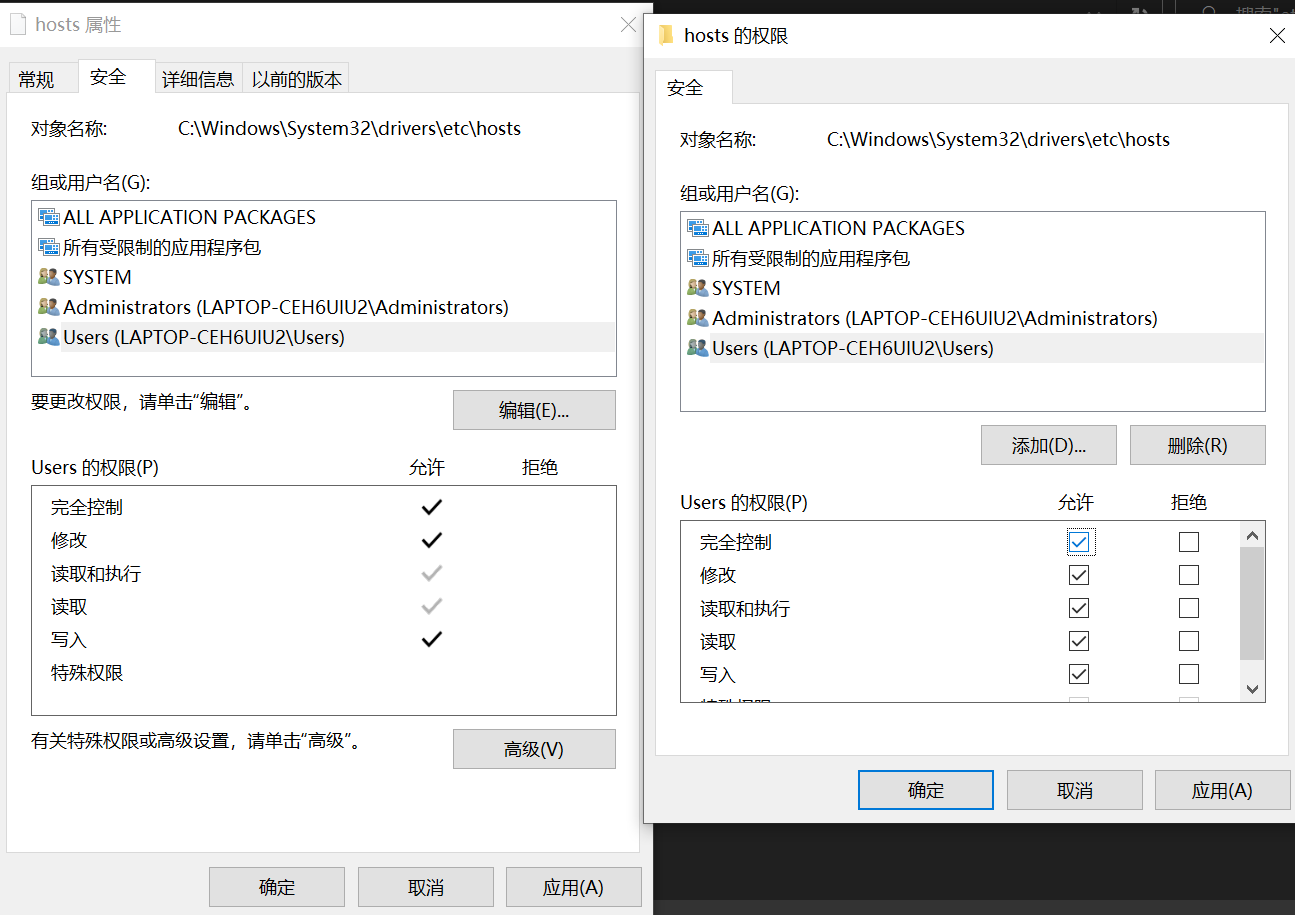 hosts 属性
常规
安全
详细信息
以前的版本
对象名称:
C:\Windows\System32\drivers\etc\hosts
组或用户名(G):
ALL APPLICATION PACKAGES
所有受限制的应用程序包
SYSTEM
Administrators (LAPTOP-CEH6UIU2\Administrators)
Users (LAPTOP-CEH6UIU2\Users)
要更改权限，请单击“编辑”。
编辑(E)...
Users 的权限(P)
允许
拒绝
完全控制
修改
读取和执行
读取
写入
特殊权限
有关特殊权限或高级设置，请单击“高级”。
高级(V)
确定
取消
应用(A)
hosts 的权限
安全
对象名称:
C:\Windows\System32\drivers\etc\hosts
组或用户名(G):
ALL APPLICATION PACKAGES
所有受限制的应用程序包
SYSTEM
Administrators (LAPTOP-CEH6UIU2\Administrators)
Users (LAPTOP-CEH6UIU2\Users)
添加(D)...
删除(R)
Users 的权限(P)
允许
拒绝
完全控制
修改
读取和执行
读取
写入
确定
取消
应用(A)